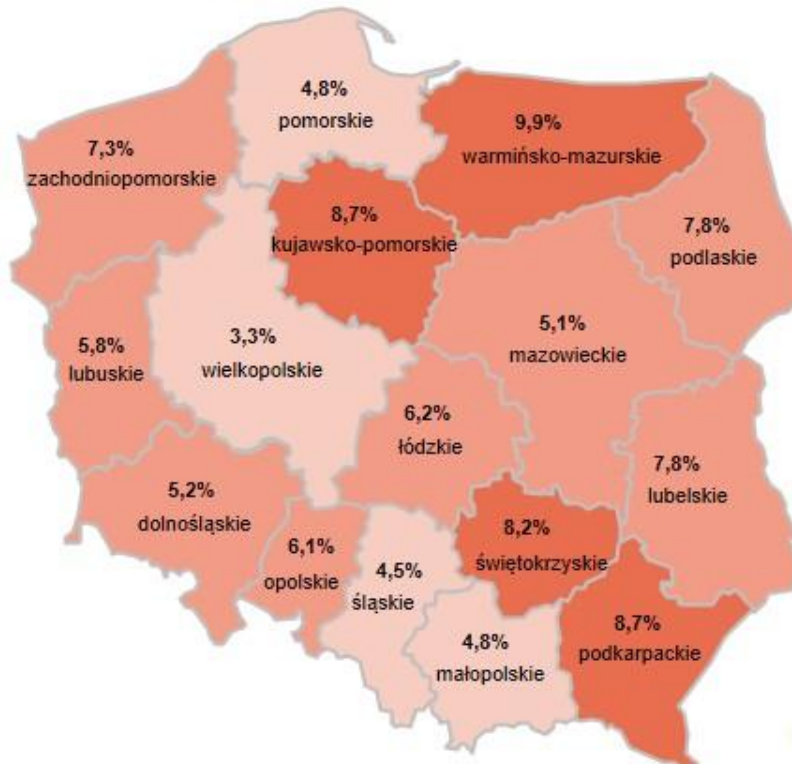 4,8%
pomorskie
9,9%
warmińsko-mazurskie
7,3%
zachodniopomorskie
8,7%
kujawsko-pomorskie
7,8%
podlaskie
5,8%
lubuskie
3,3%
wielkopolskie
5,1%
mazowieckie
6,2%
łódzkie
7,8%
lubelskie
5,2%
dolnośląskie
6,1%
opolskie
4,5%
śląskie
8,2%
świętokrzyskie
4,8%
małopolskie
8,7%
podkarpackie